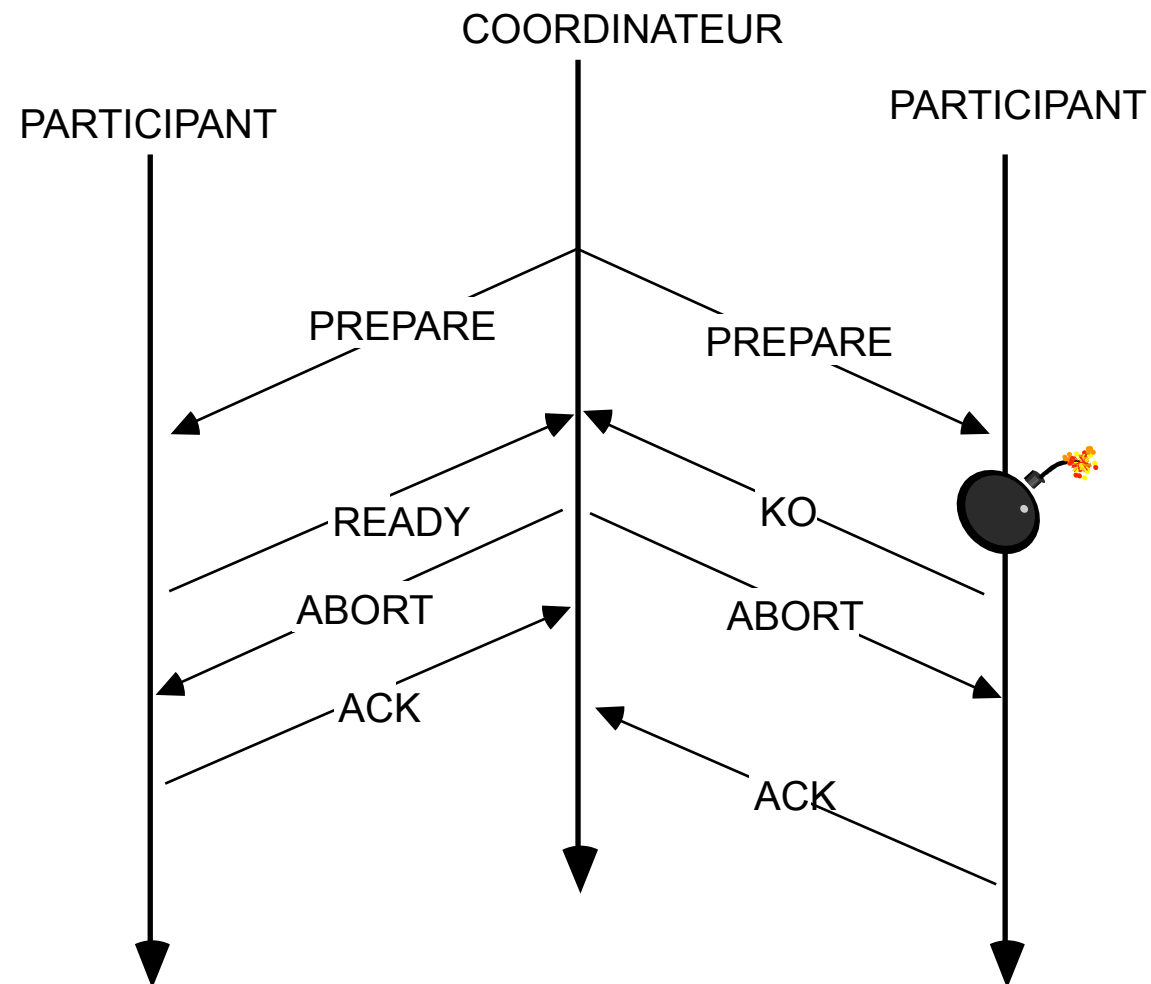 COORDINATEUR
PARTICIPANT
PARTICIPANT
PREPARE
PREPARE
READY
KO
ABORT
ABORT
ACK
ACK